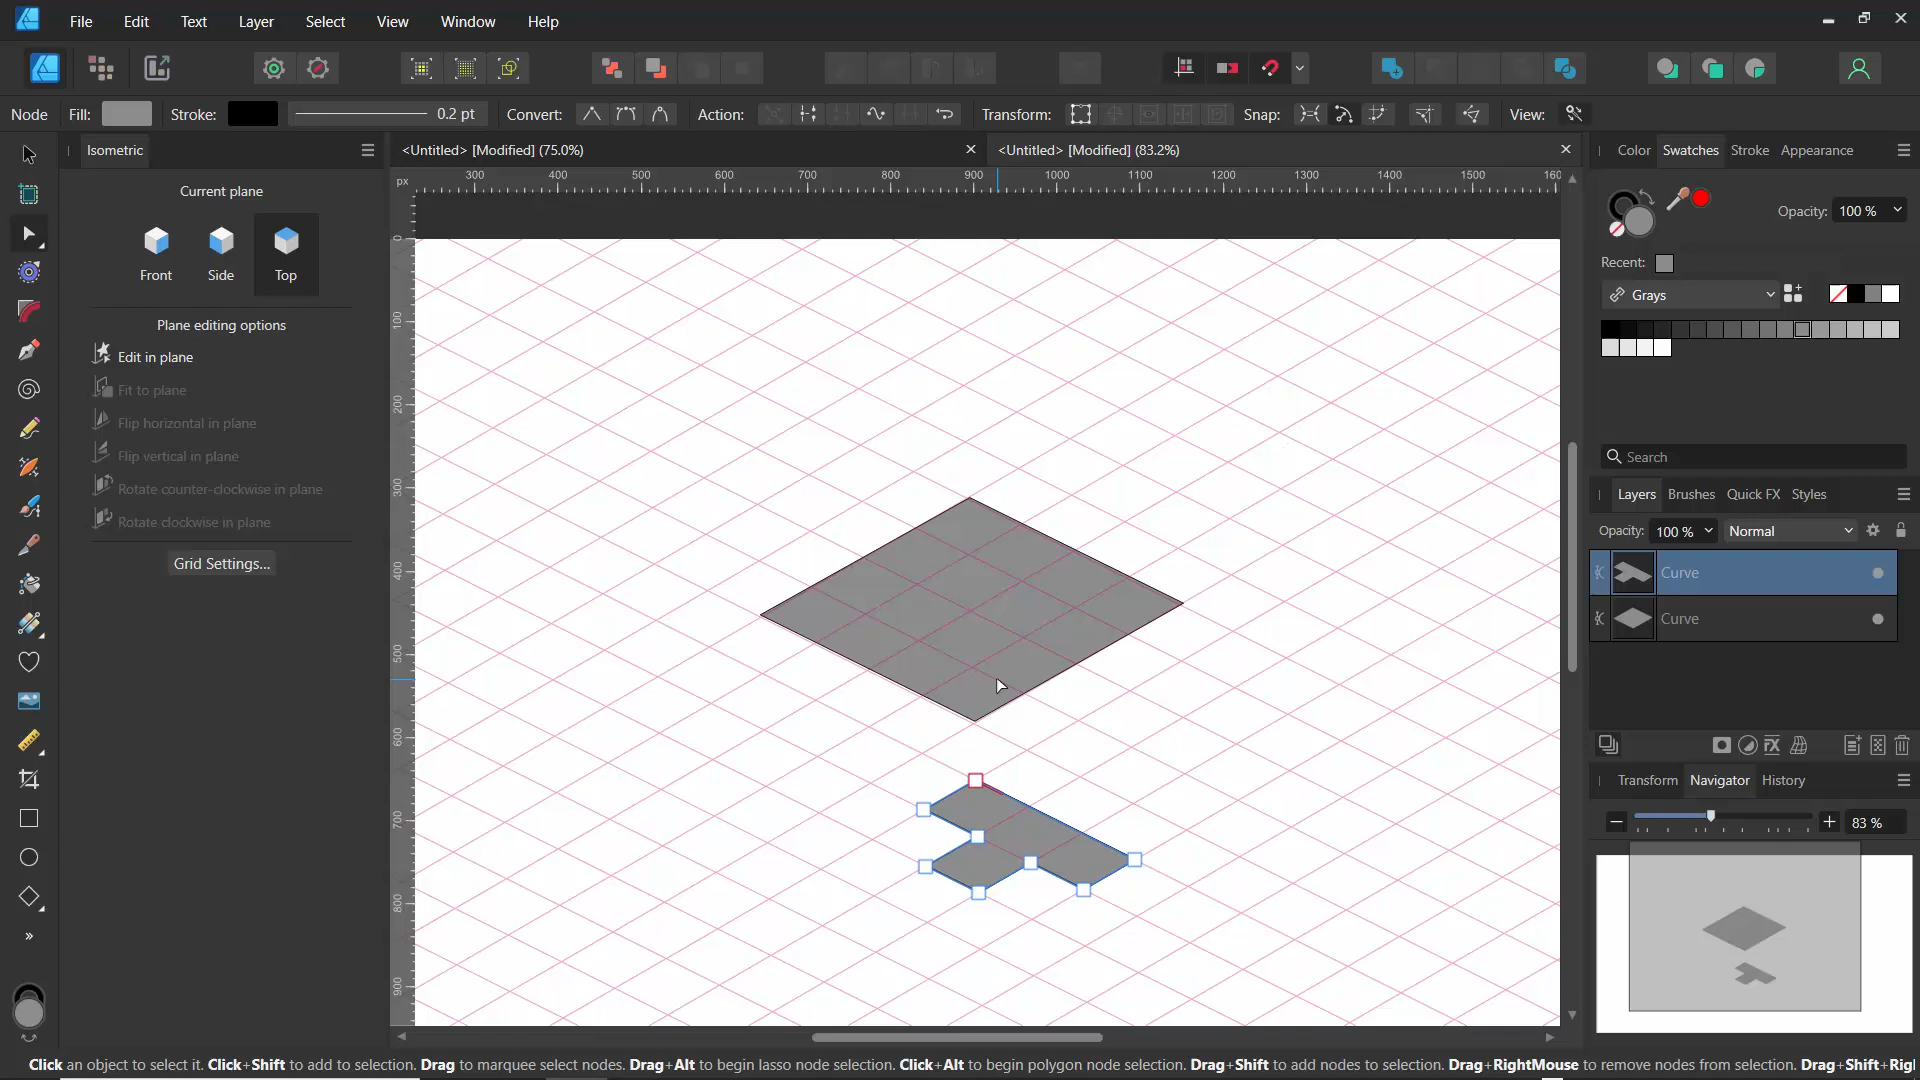 File Edit Text Layer Select View Window Help
Node Fill: Stroke: 0.2 pt Convert: Action: Transform: Snap: View:
Isometric
<Untitled> [Modified] (75.0%)
<Untitled> [Modified] (83.2%)
Color Swatches Stroke Appearance
px 300 400 500 600 700 800 900 1000 1100 1200 1300 1400 1500
0 100 200 300 400 500 600 700 800 900
Current plane
Front Side Top
Plane editing options
Edit in plane
Fit to plane
Flip horizontal in plane
Flip vertical in plane
Rotate counter-clockwise in plane
Rotate clockwise in plane
Grid Settings...
Opacity: 100 %
Recent:
Grays
Search
Layers Brushes Quick FX Styles
Opacity: 100 % Normal
Curve
Curve
Transform Navigator History
83 %
Click an object to select it. Click+Shift to add to selection. Drag to marquee select nodes. Drag+Alt to begin lasso node selection. Click+Alt to begin polygon node selection. Drag+Shift to add nodes to selection. Drag+RightMouse to remove nodes from selection. Drag+Shift+Rig